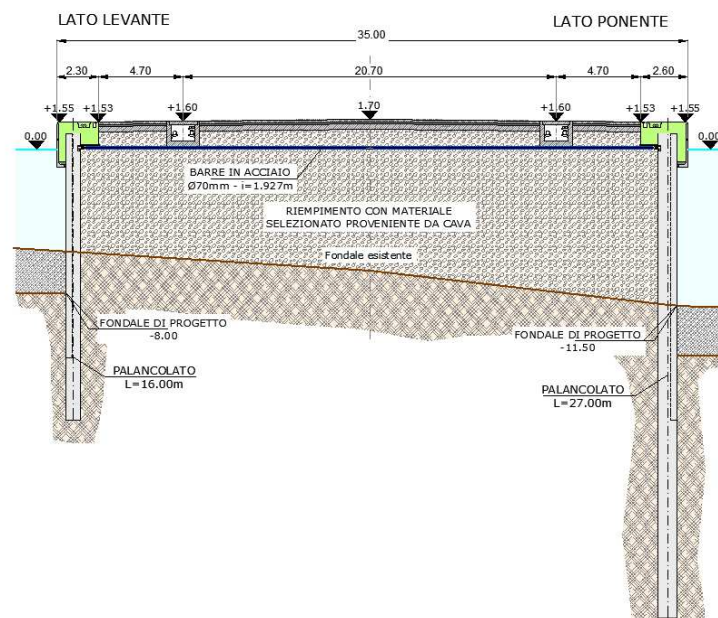 LATO LEVANTE
LATO PONENTE
35.00
2.30
4.70
20.70
4.70
2.60
+1.55
+1.53
+1.60
1.70
+1.60
+1.53
+1.55
0.00
0.00
BARRE IN ACCIAIO
Ø70mm - i=1.927m
RIEMPIMENTO CON MATERIALE
SELEZIONATO PROVENIENTE DA CAVA
Fondale esistente
FONDALE DI PROGETTO
-8.00
FONDALE DI PROGETTO
-11.50
PALANCOLATO
L=16.00m
PALANCOLATO
L=27.00m